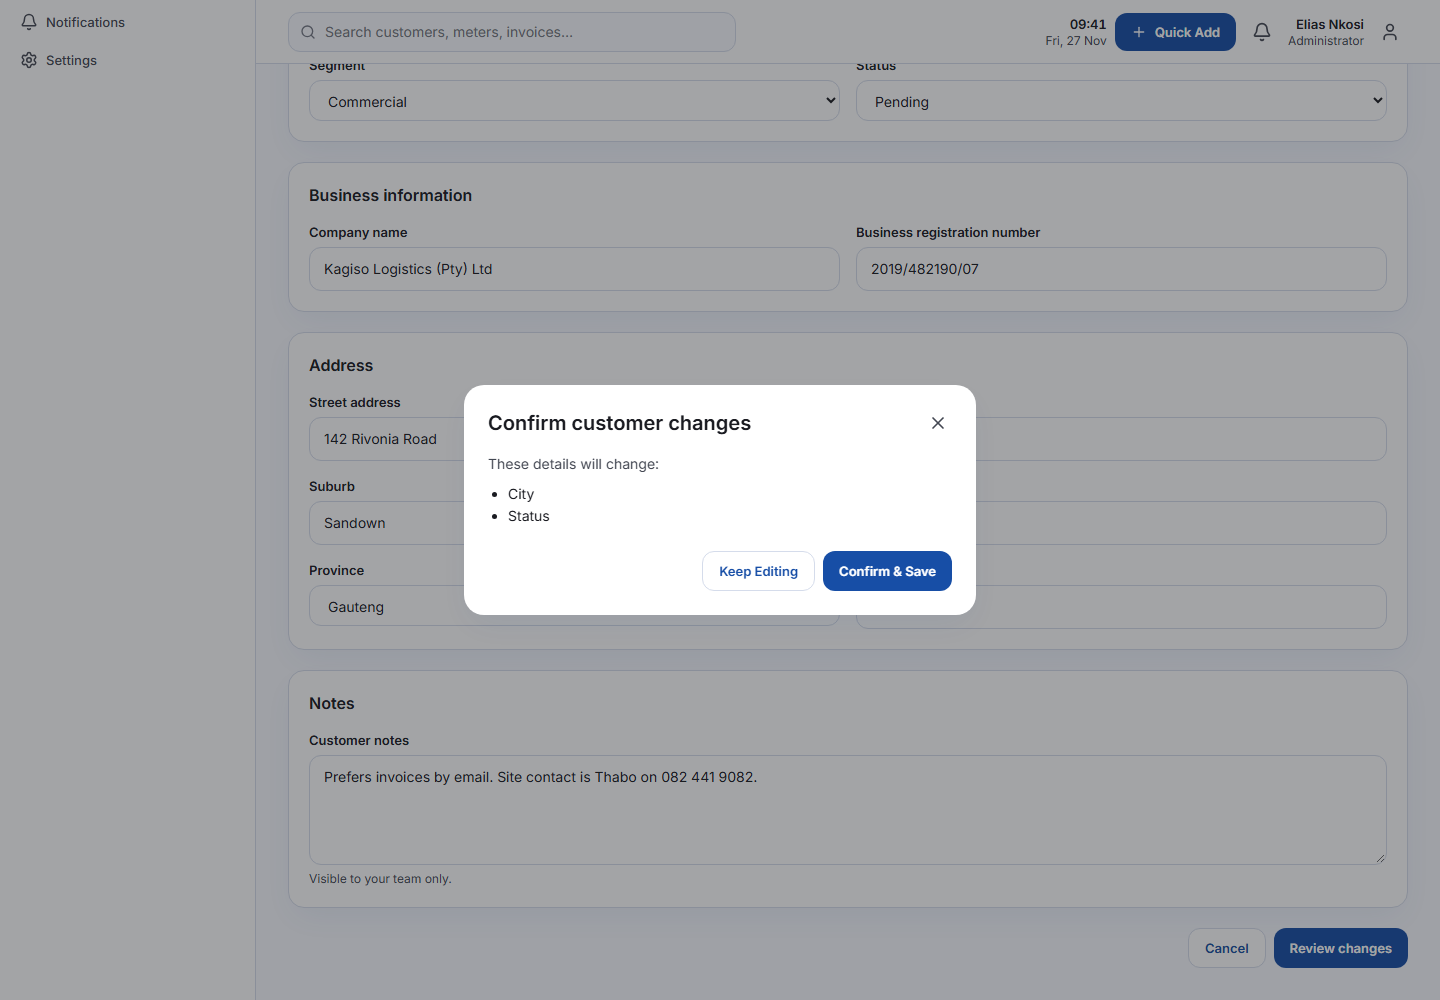 Notifications
Settings
Search customers, meters, invoices...
09:41
Fri, 27 Nov
Quick Add
Elias Nkosi
Administrator
Segment
Status
Commercial
Pending
Business information
Company name
Business registration number
Kagiso Logistics (Pty) Ltd
2019/482190/07
Address
Street address
142 Rivonia Road
Suburb
Sandown
Province
Gauteng
Confirm customer changes
These details will change:
• City
• Status
Keep Editing
Confirm & Save
Notes
Customer notes
Prefers invoices by email. Site contact is Thabo on 082 441 9082.
Visible to your team only.
Cancel
Review changes